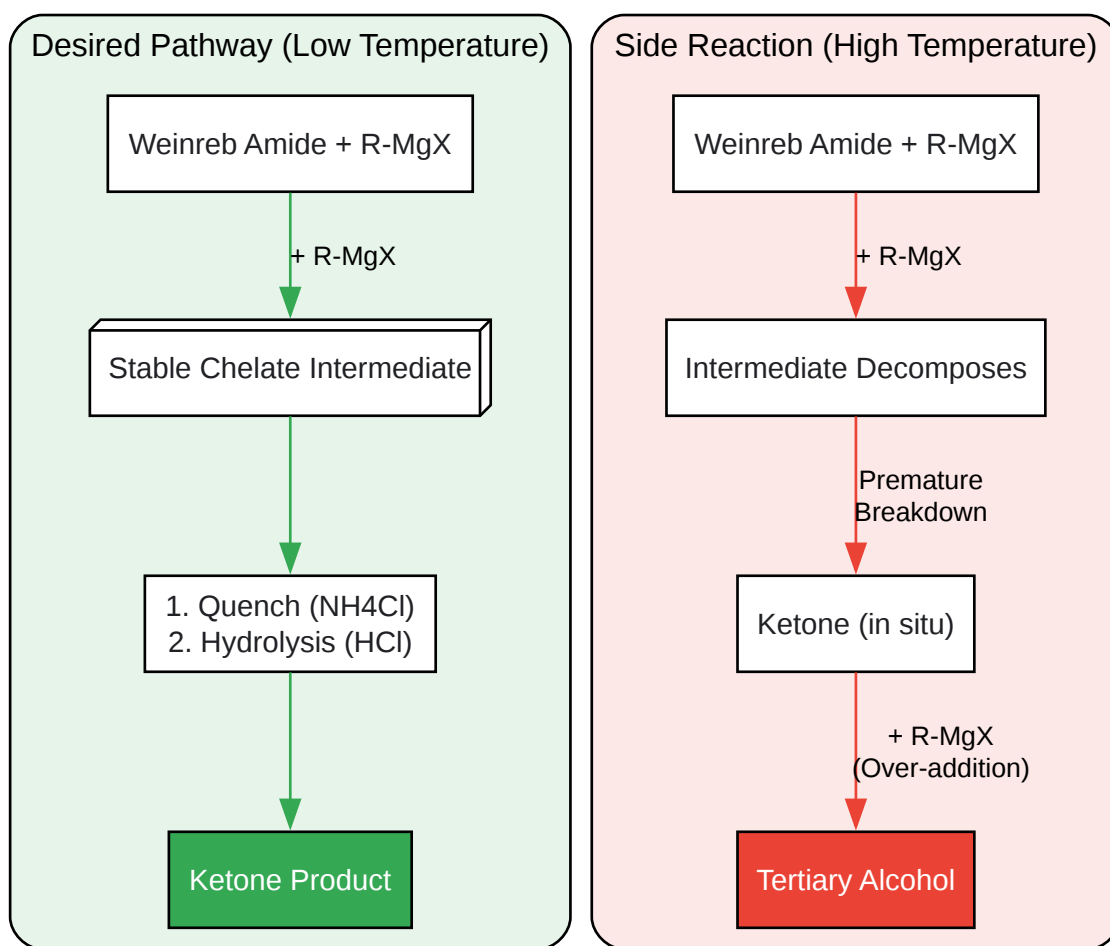 Desired Pathway (Low Temperature)
Weinreb Amide + R-MgX
+ R-MgX
Stable Chelate Intermediate
1. Quench (NH4Cl)
2. Hydrolysis (HCl)
Ketone Product
Side Reaction (High Temperature)
Weinreb Amide + R-MgX
+ R-MgX
Intermediate Decomposes
Premature
Breakdown
Ketone (in situ)
+ R-MgX
(Over-addition)
Tertiary Alcohol